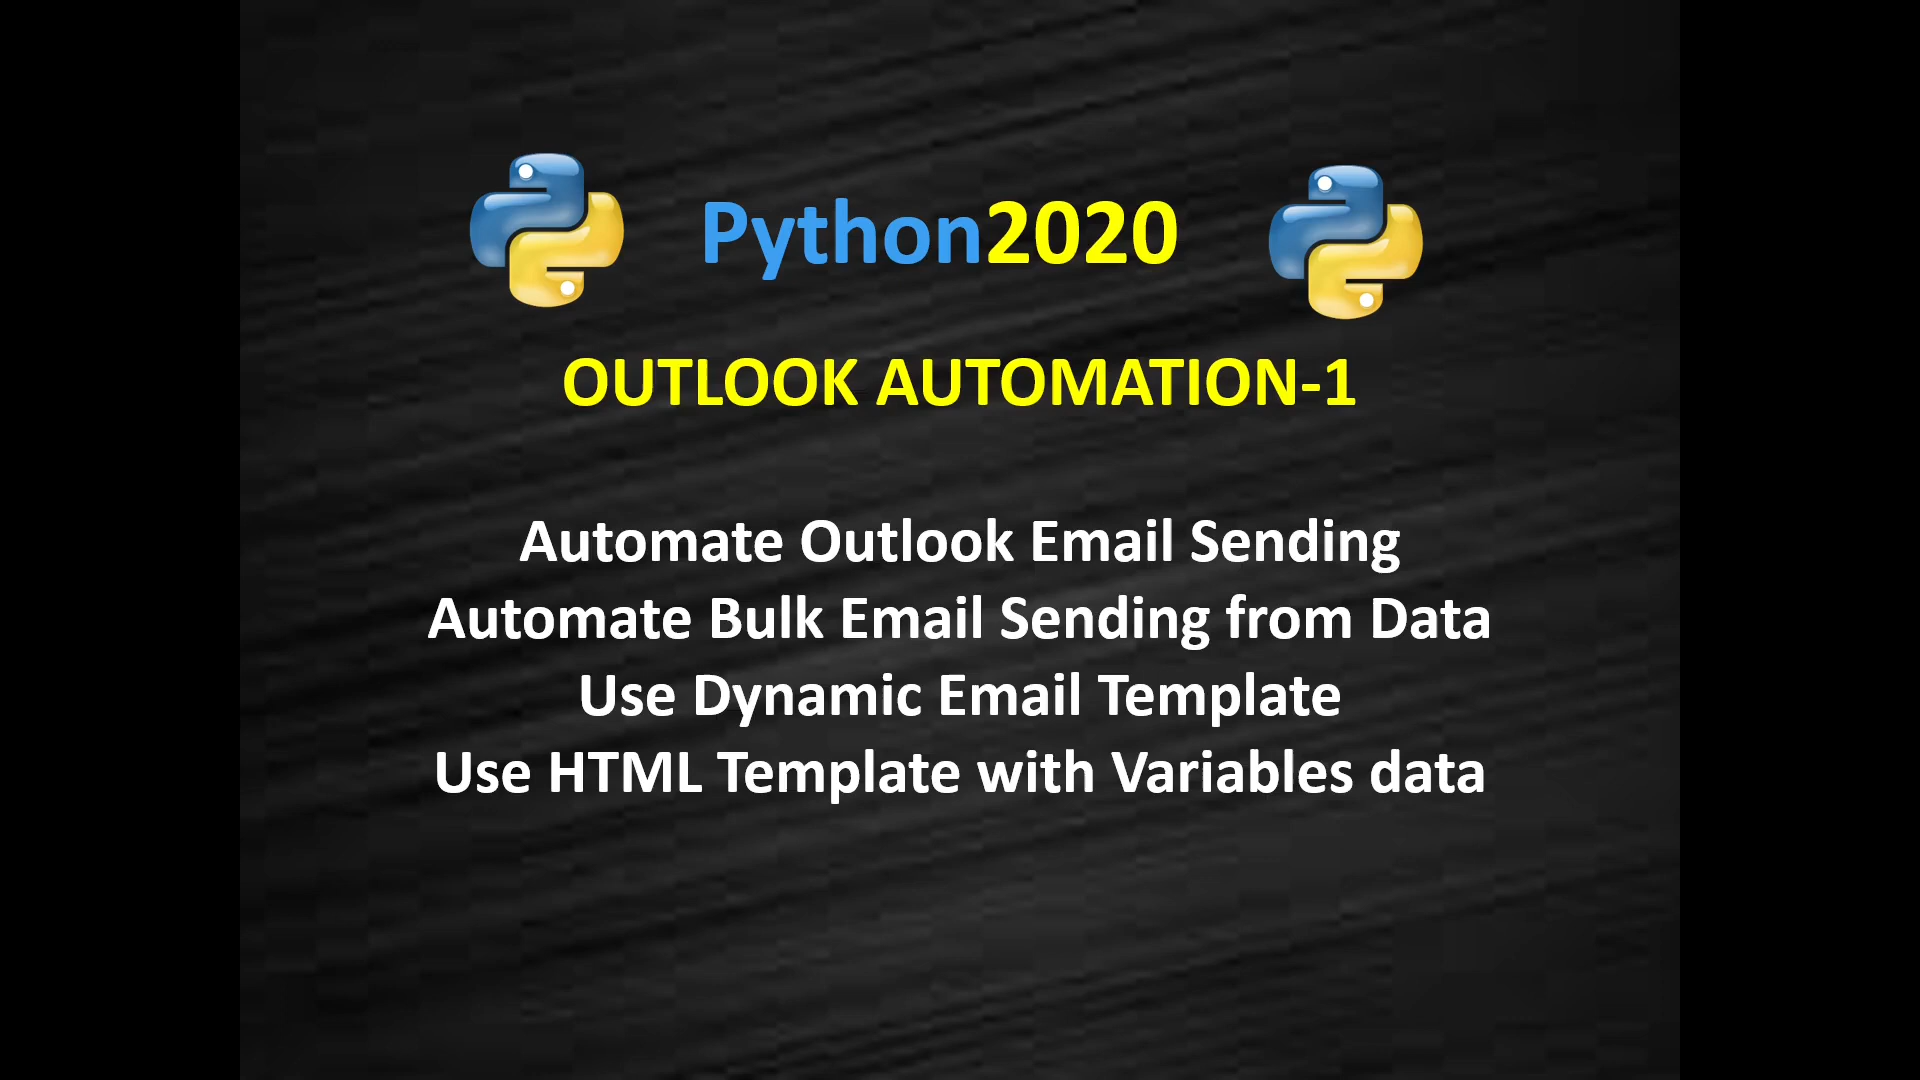 Python2020
OUTLOOK AUTOMATION-1
Automate Outlook Email Sending
Automate Bulk Email Sending from Data
Use Dynamic Email Template
Use HTML Template with Variables data